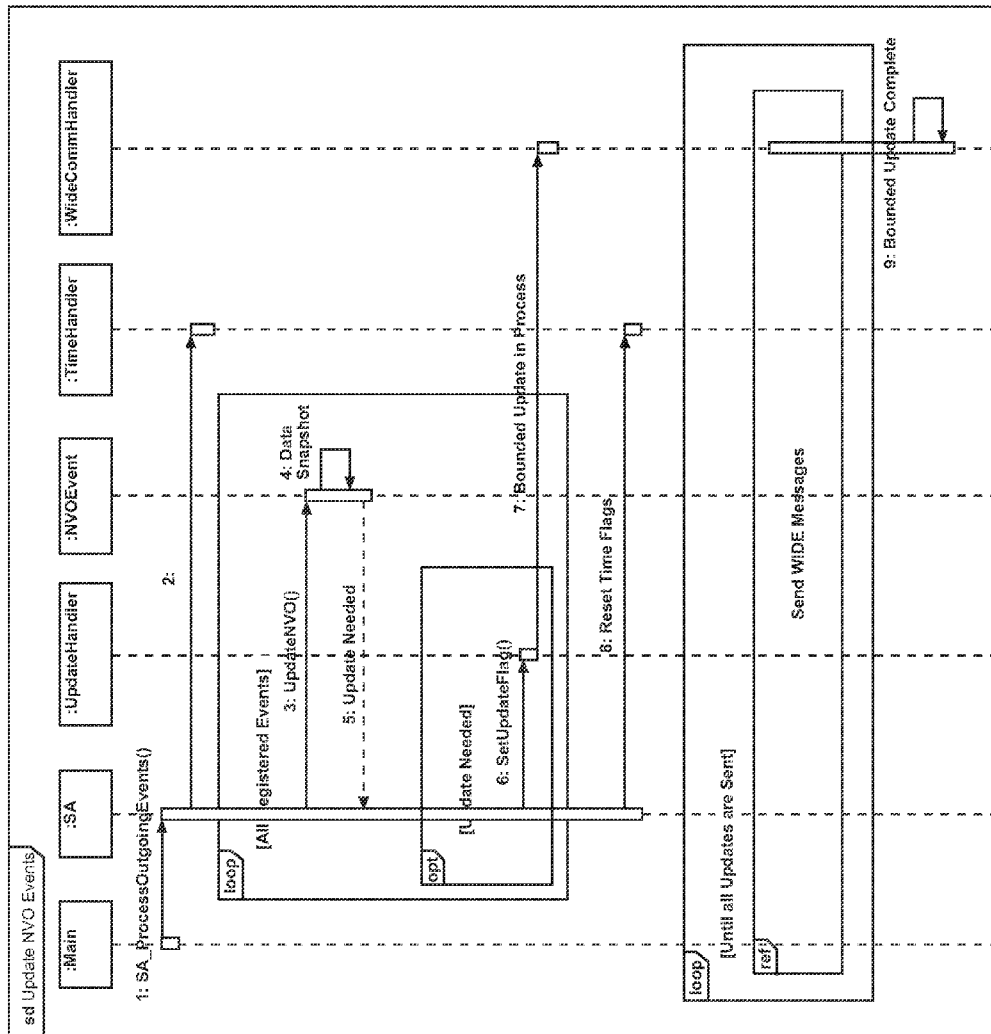 sd Update NVO Events
:Main
:SA
:UpdateHandler
:NVOEvent
:TimeHandler
:WideCommHandler
1: SA_ProcessOutgoingEvents()
2:
loop
[All Registered Events]
3: UpdateNVO()
4: Data
Snapshot
5: Update Needed
opt
[Update Needed]
6: SetUpdateFlag()
7: Bounded Update in Process
8: Reset Time Flags
loop
[Until all Updates are Sent]
ref
Send WIDE Messages
9: Bounded Update Complete